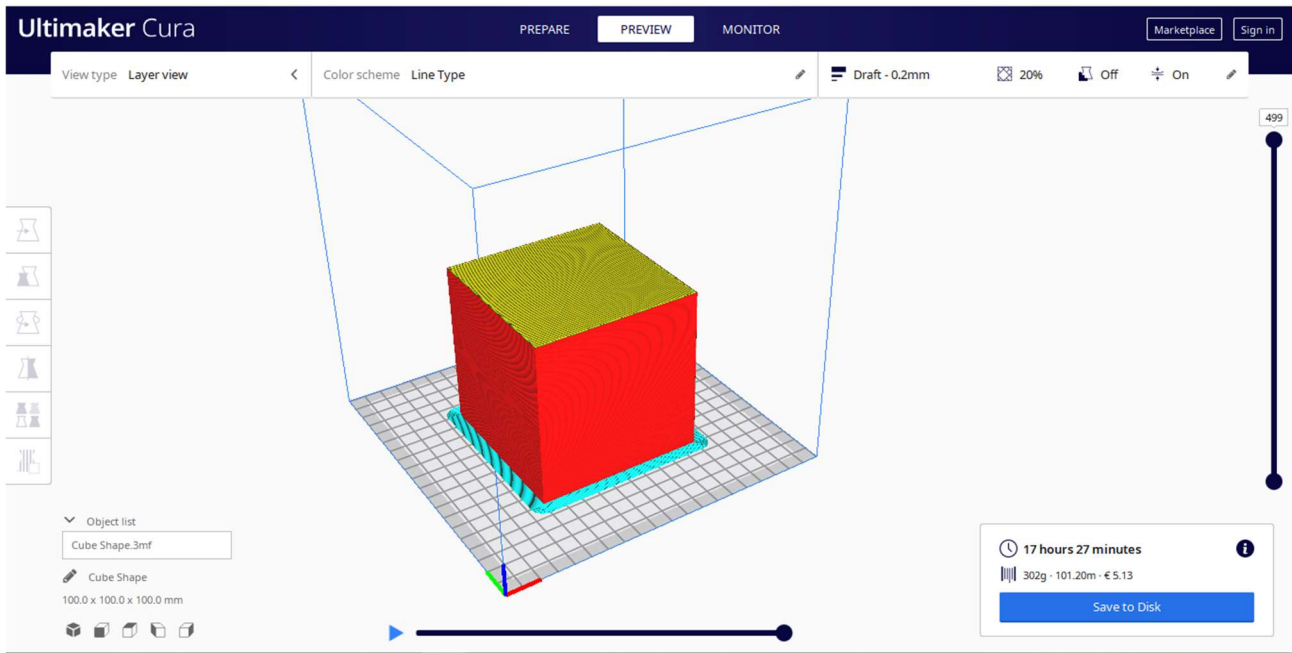 Ultimaker Cura
PREPARE PREVIEW MONITOR
Marketplace Sign in
View type Layer view
Color scheme Line Type
Draft - 0.2mm 20% Off On
499
Object list
Cube Shape.3mf
Cube Shape
100.0 x 100.0 x 100.0 mm
17 hours 27 minutes
302g · 101.20m · € 5.13
Save to Disk